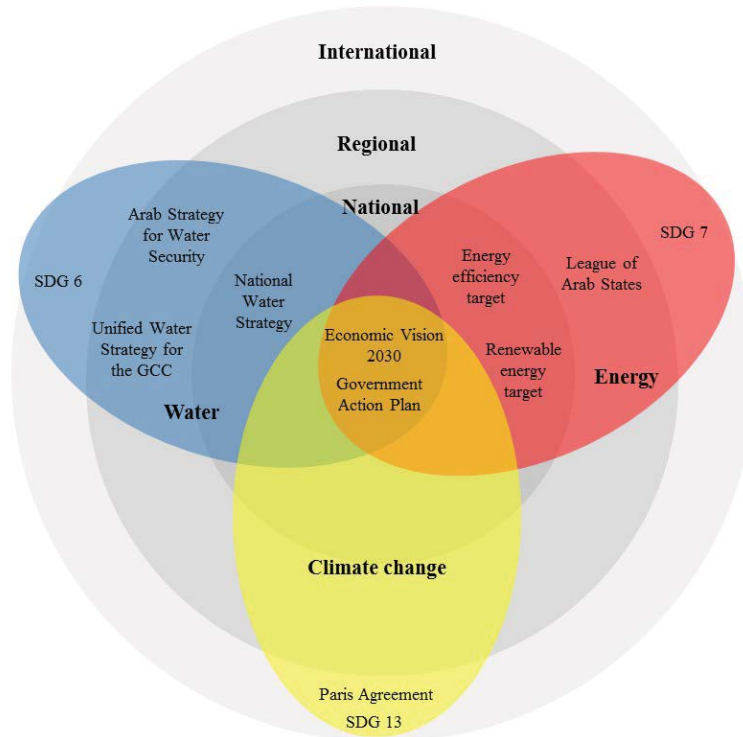 International
Regional
National
Arab Strategy
for Water
Security
SDG 6
National
Water
Strategy
Unified Water
Strategy for
the GCC
Water
Energy
efficiency
target
SDG 7
League of
Arab States
Renewable
energy
target
Energy
Economic Vision
2030
Government
Action Plan
Climate change
Paris Agreement
SDG 13